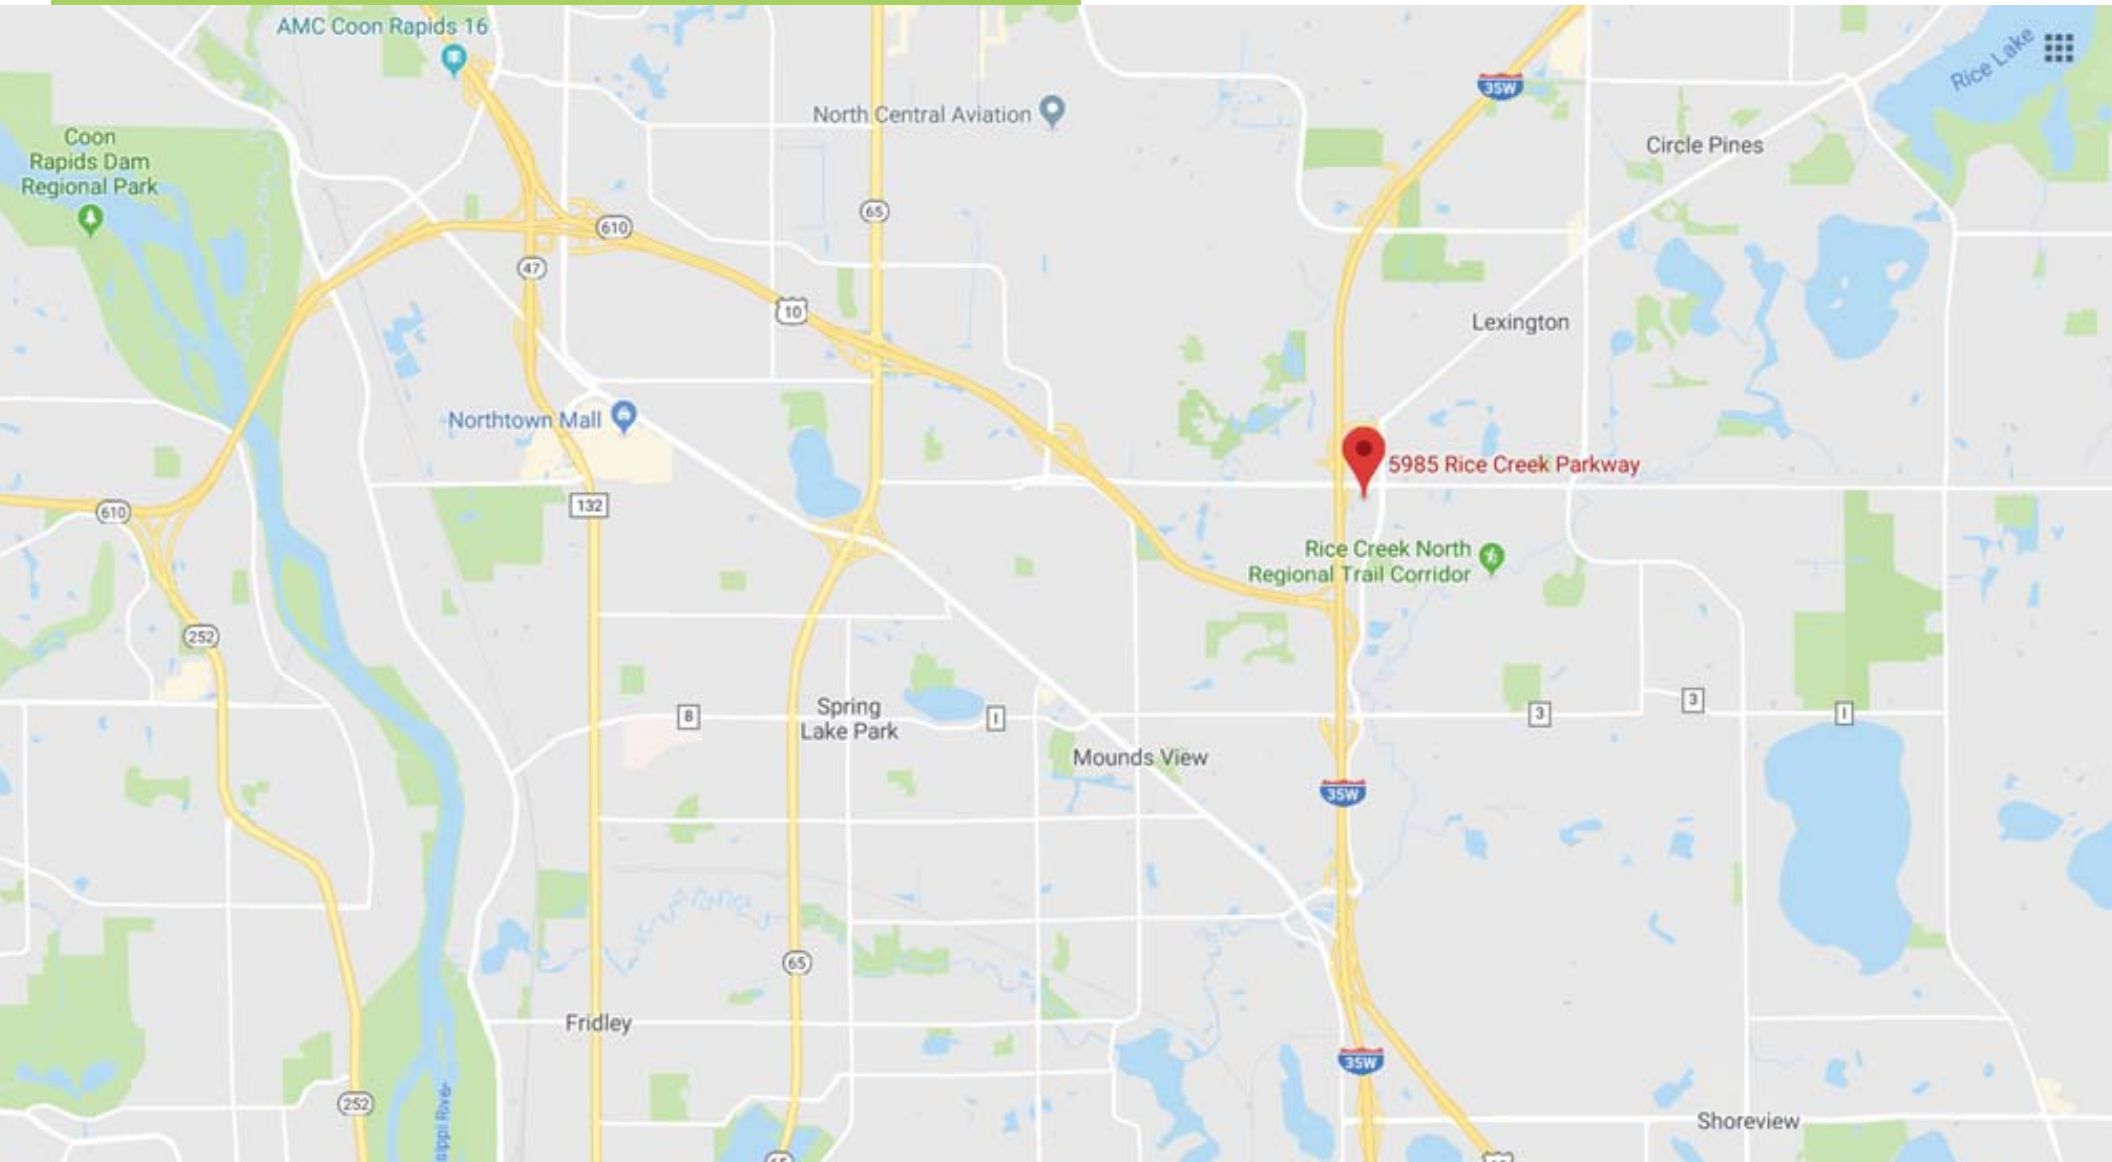 AMC Coon Rapids 16
35W
Rice Lake
North Central Aviation
Coon
Rapids Dam
Regional Park
Circle Pines
65
610
47
10
Lexington
Northtown Mall
5985 Rice Creek Parkway
132
610
Rice Creek North
Regional Trail Corridor
252
3
8
Spring
Lake Park
I
3
I
Mounds View
35W
65
Fridley
35W
252
sippi River
Shoreview